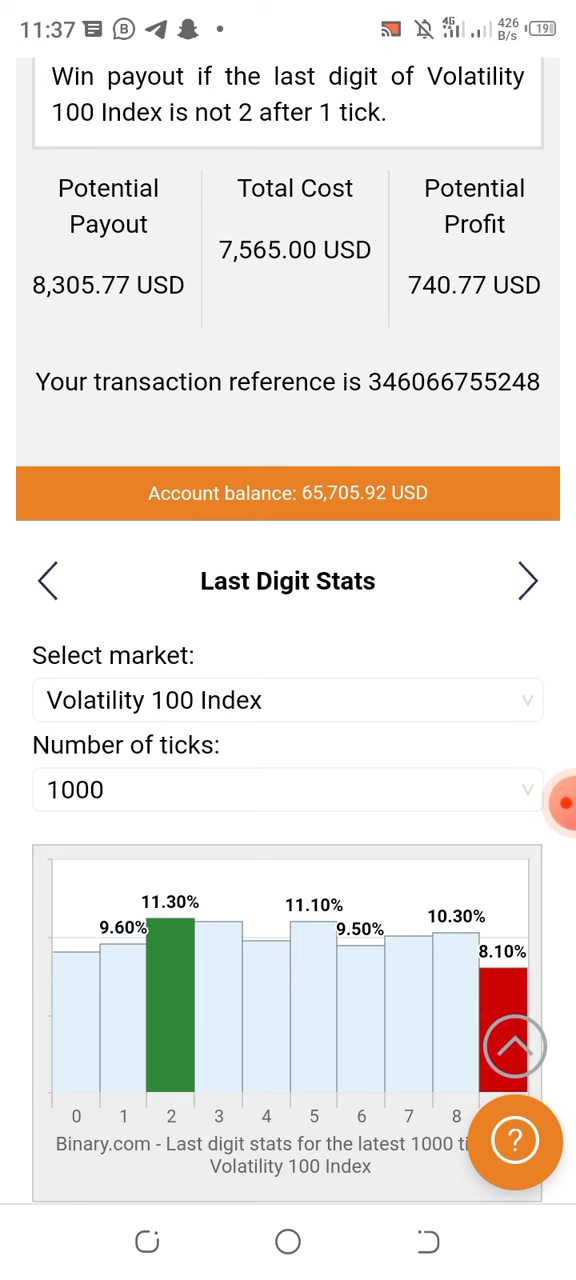 11:37
4G
426 B/s
19
Win payout if the last digit of Volatility
100 Index is not 2 after 1 tick.
Potential Payout
8,305.77 USD
Total Cost
7,565.00 USD
Potential Profit
740.77 USD
Your transaction reference is 346066755248
Account balance: 65,705.92 USD
Last Digit Stats
Select market:
Volatility 100 Index
Number of ticks:
1000
9.60%
11.30%
11.10%
9.50%
10.30%
8.10%
0 1 2 3 4 5 6 7 8
Binary.com - Last digit stats for the latest 1000 ti
Volatility 100 Index
?